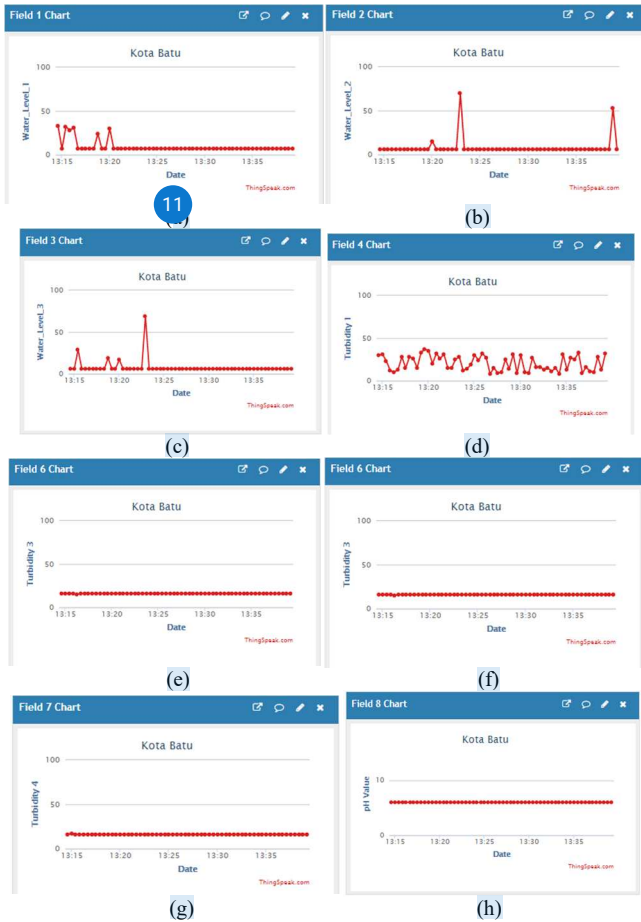 Field 1 Chart
Kota Batu
100
50
0
Water_Level_1
13:15 13:20 13:25 13:30 13:35
Date
ThingSpeak.com
11
Field 2 Chart
Kota Batu
100
50
0
Water_Level_2
13:15 13:20 13:25 13:30 13:35
Date
ThingSpeak.com
(b)
Field 3 Chart
Kota Batu
100
50
0
Water_Level_3
13:15 13:20 13:25 13:30 13:35
Date
ThingSpeak.com
(c)
Field 4 Chart
Kota Batu
100
50
0
Turbidity 1
13:15 13:20 13:25 13:30 13:35
Date
ThingSpeak.com
(d)
Field 6 Chart
Kota Batu
100
50
0
Turbidity 3
13:15 13:20 13:25 13:30 13:35
Date
ThingSpeak.com
(e)
Field 6 Chart
Kota Batu
100
50
0
Turbidity 3
13:15 13:20 13:25 13:30 13:35
Date
ThingSpeak.com
(f)
Field 7 Chart
Kota Batu
100
50
0
Turbidity 4
13:15 13:20 13:25 13:30 13:35
Date
ThingSpeak.com
(g)
Field 8 Chart
Kota Batu
10
0
pH Value
13:15 13:20 13:25 13:30 13:35
Date
ThingSpeak.com
(h)